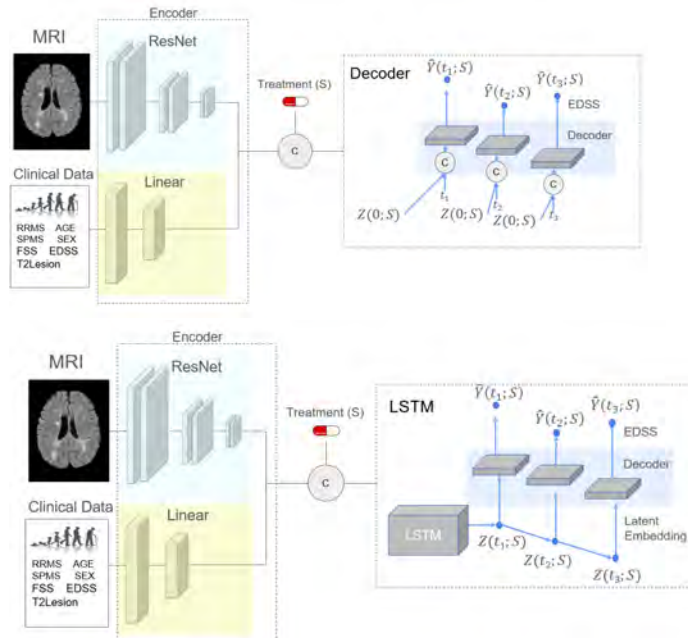 Encoder
MRI
ResNet
Treatment (S)
C
Clinical Data
RRMS AGE
SPMS SEX
FSS EDSS
T2Lesion
Linear
Decoder
Ŷ(t₁; S)
Ŷ(t₂; S)
Ŷ(t₃; S)
EDSS
Decoder
C
C
C
t₁
t₂
t₃
Z(0; S)
Z(0; S)
Z(0; S)
Encoder
MRI
ResNet
Treatment (S)
C
Clinical Data
RRMS AGE
SPMS SEX
FSS EDSS
T2Lesion
Linear
LSTM
Ŷ(t₁; S)
Ŷ(t₂; S)
Ŷ(t₃; S)
EDSS
Decoder
LSTM
Latent
Embedding
Z(t₁; S)
Z(t₂; S)
Z(t₃; S)